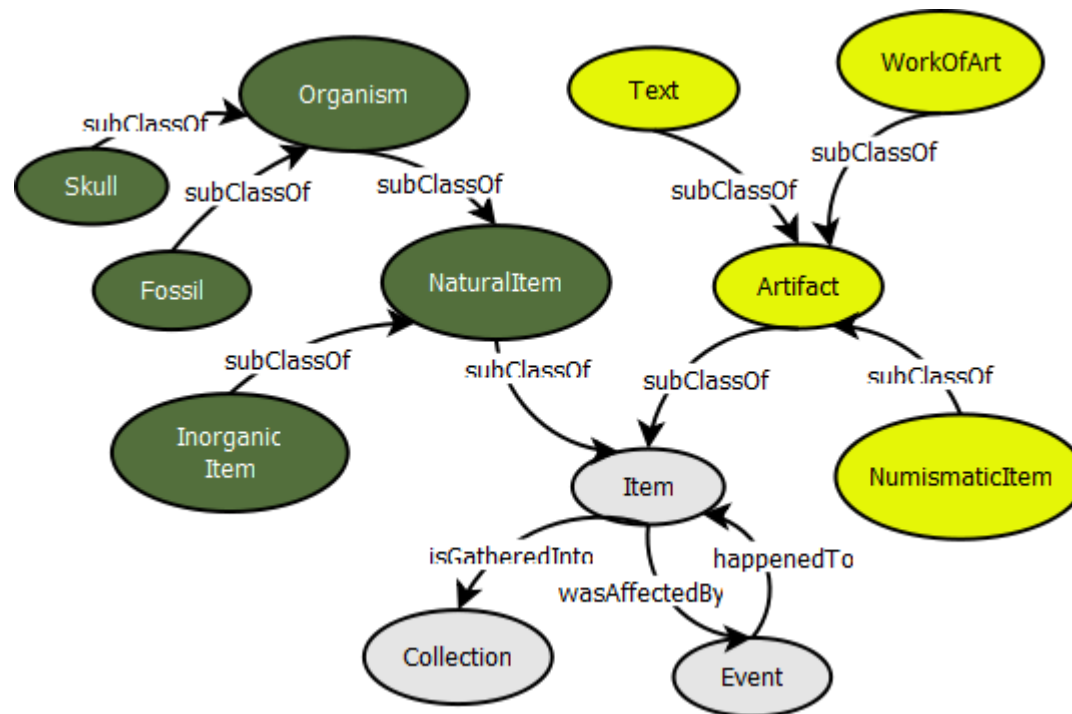 WorkOfArt
Organism
Text
subClassOf
subClassOf
Skull
subClassOf
subClassOf
subClassOf
Fossil
NaturalItem
Artifact
subClassOf
subClassOf
subClassOf
subClassOf
Inorganic
Item
Item
NumismaticItem
isGatheredInto
happenedTo
wasAffectedBy
Collection
Event